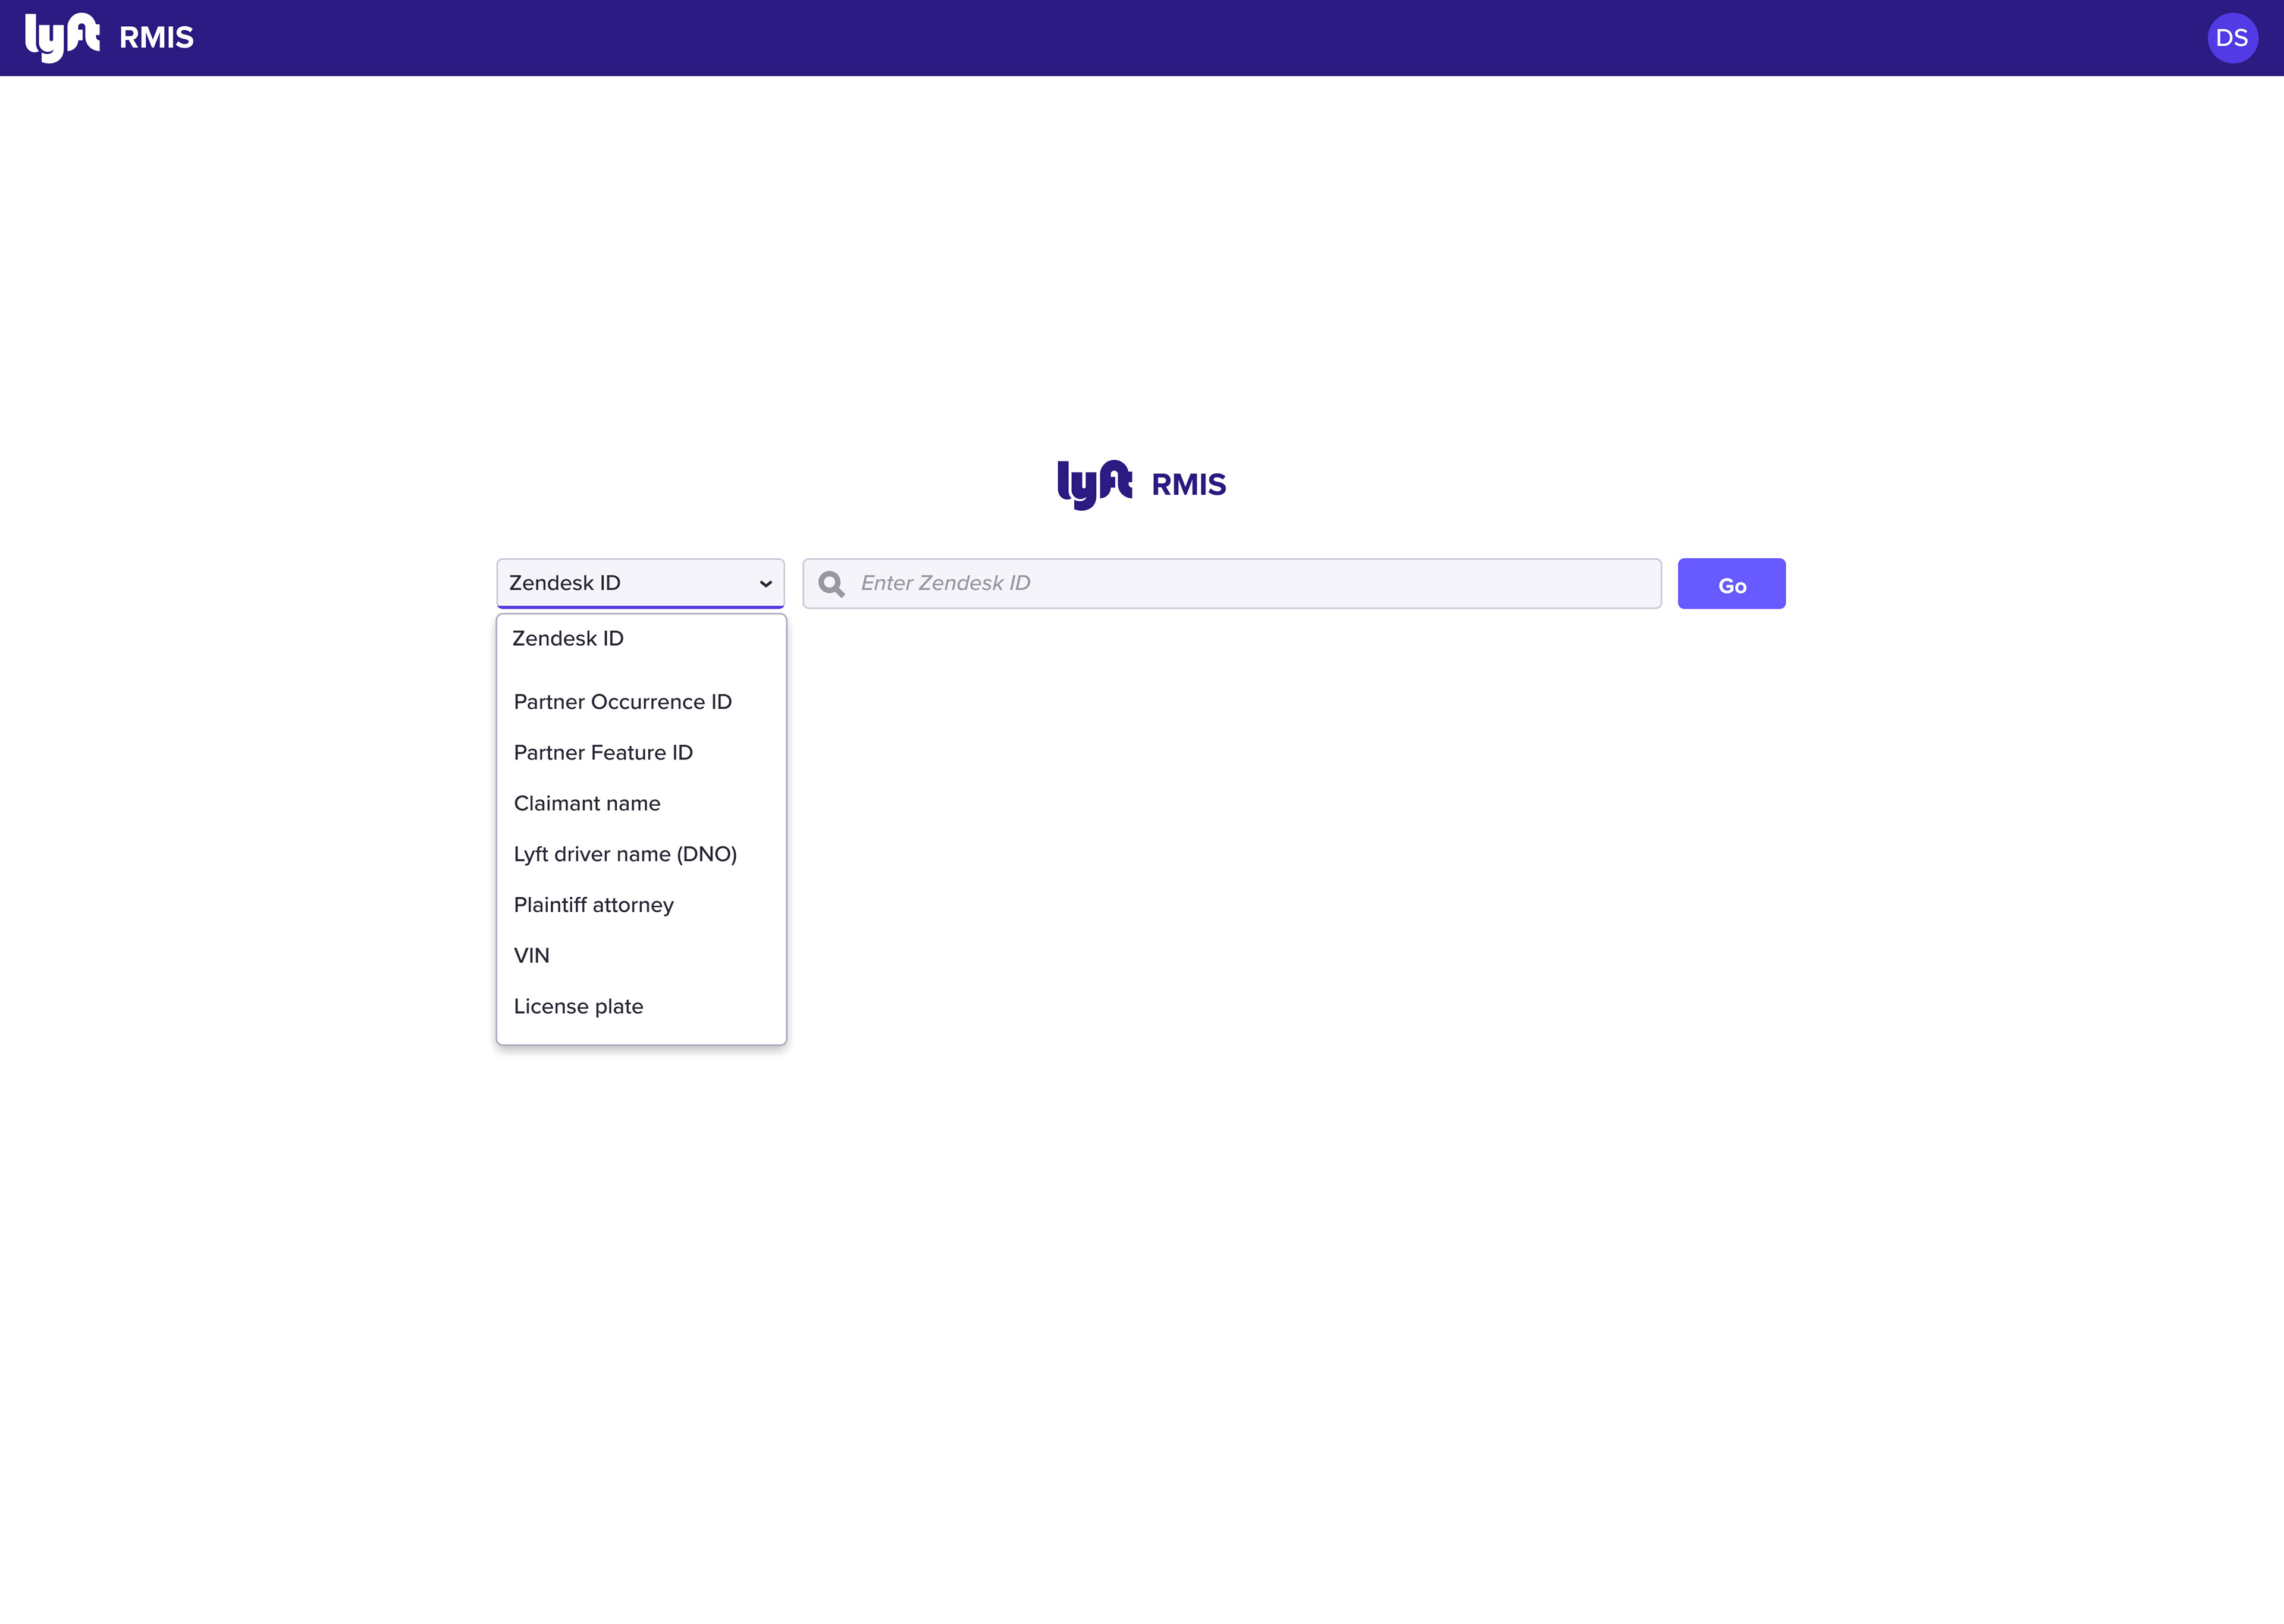 lyft RMIS
DS
lyft RMIS
Zendesk ID
Enter Zendesk ID
Go
Zendesk ID
Partner Occurrence ID
Partner Feature ID
Claimant name
Lyft driver name (DNO)
Plaintiff attorney
VIN
License plate